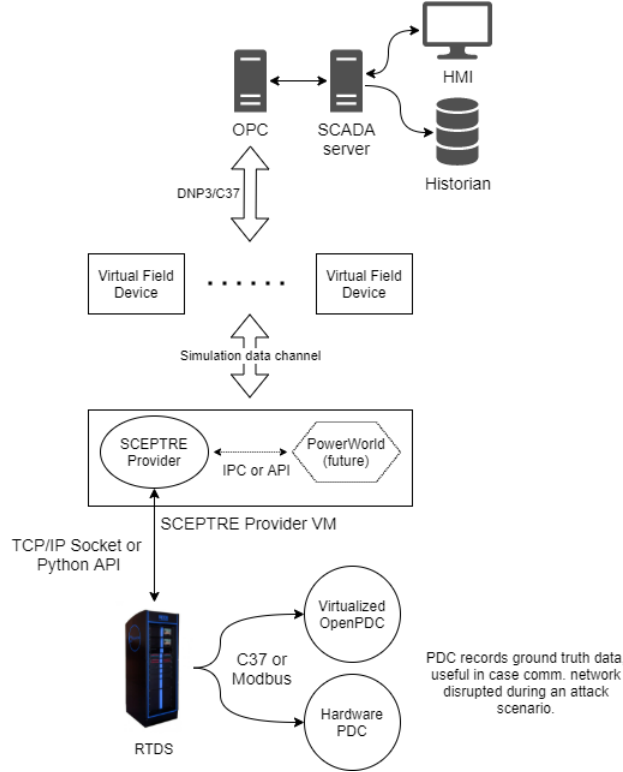 HMI
OPC
SCADA
server
Historian
DNP3/C37
Virtual Field
Device
Virtual Field
Device
Simulation data channel
SCEPTRE
Provider
PowerWorld
(future)
IPC or API
SCEPTRE Provider VM
TCP/IP Socket or
Python API
Virtualized
OpenPDC
C37 or
Modbus
PDC records ground truth data,
useful in case comm. network
disrupted during an attack
scenario.
Hardware
PDC
RTDS